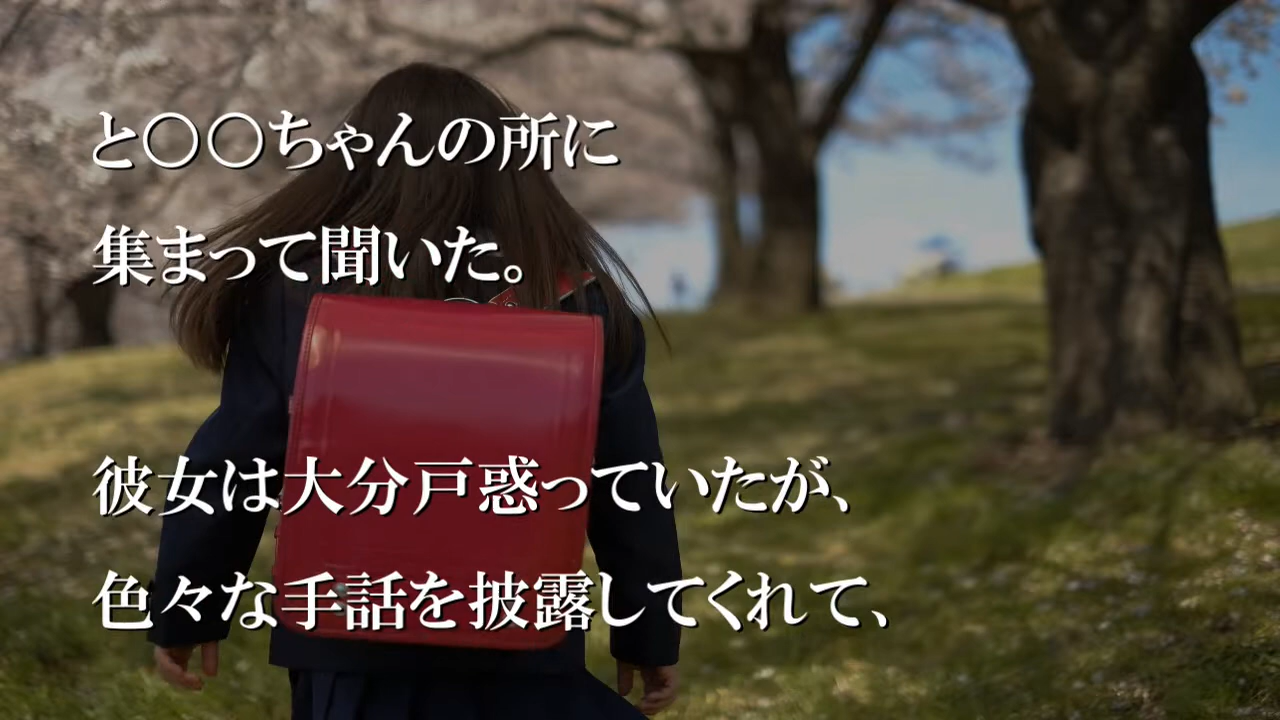 と〇〇ちゃんの所に
集まって聞いた。
彼女は大分戸惑っていたが、
色々な手話を披露してくれて、